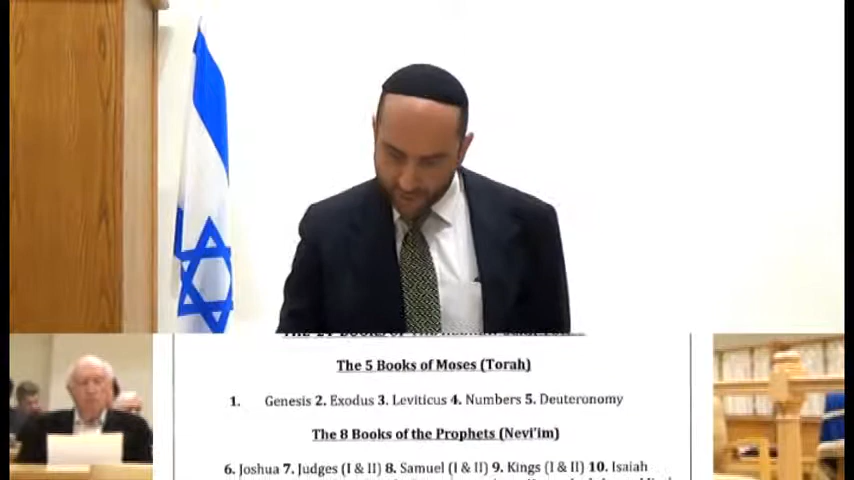 The 5 Books of Moses (Torah)
1. Genesis 2. Exodus 3. Leviticus 4. Numbers 5. Deuteronomy
The 8 Books of the Prophets (Nevi'im)
6. Joshua 7. Judges (I & II) 8. Samuel (I & II) 9. Kings (I & II) 10. Isaiah